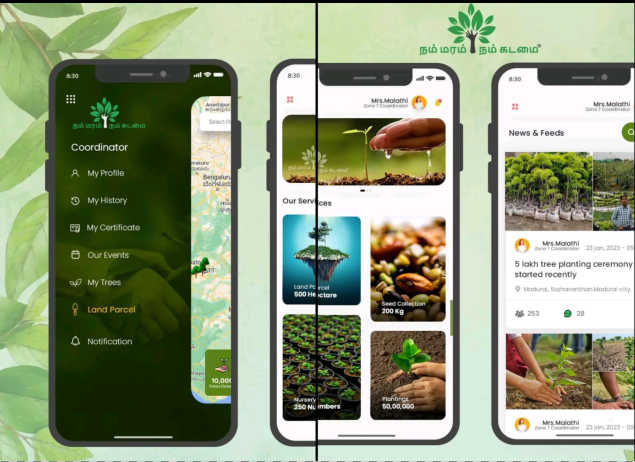 நம் மரம் நம் கடமை
8:30
நம் மரம் நம் கடமை
Coordinator
My Profile
My History
My Certificate
Our Events
My Trees
Land Parcel
Notification
Bengaluru
10,000
8:30
Mrs.Malathi
Zone 7 Coordinator
Our Services
Land Parcel
500 Hectare
Seed Collection
200 Kg
Nursery
250 Numbers
Plantings
50,00,000
8:30
Mrs.Malathi
Zone 7 Coordinator
News & Feeds
Mrs.Malathi
Zone 7 Coordinator
23 jan, 2023 - 09
5 lakh tree planting ceremony
started recently
Madurai, Sozhavanthan.Madurai city.
253
28
Mrs.Malathi
Zone 7 Coordinator
23 jan, 2023 - 09